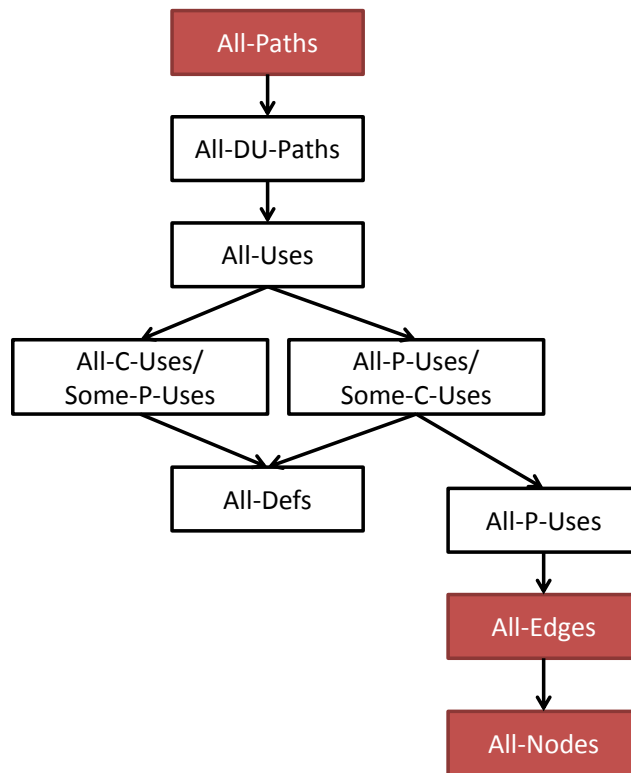 All-Paths
All-DU-Paths
All-Uses
All-C-Uses/
Some-P-Uses
All-P-Uses/
Some-C-Uses
All-Defs
All-P-Uses
All-Edges
All-Nodes